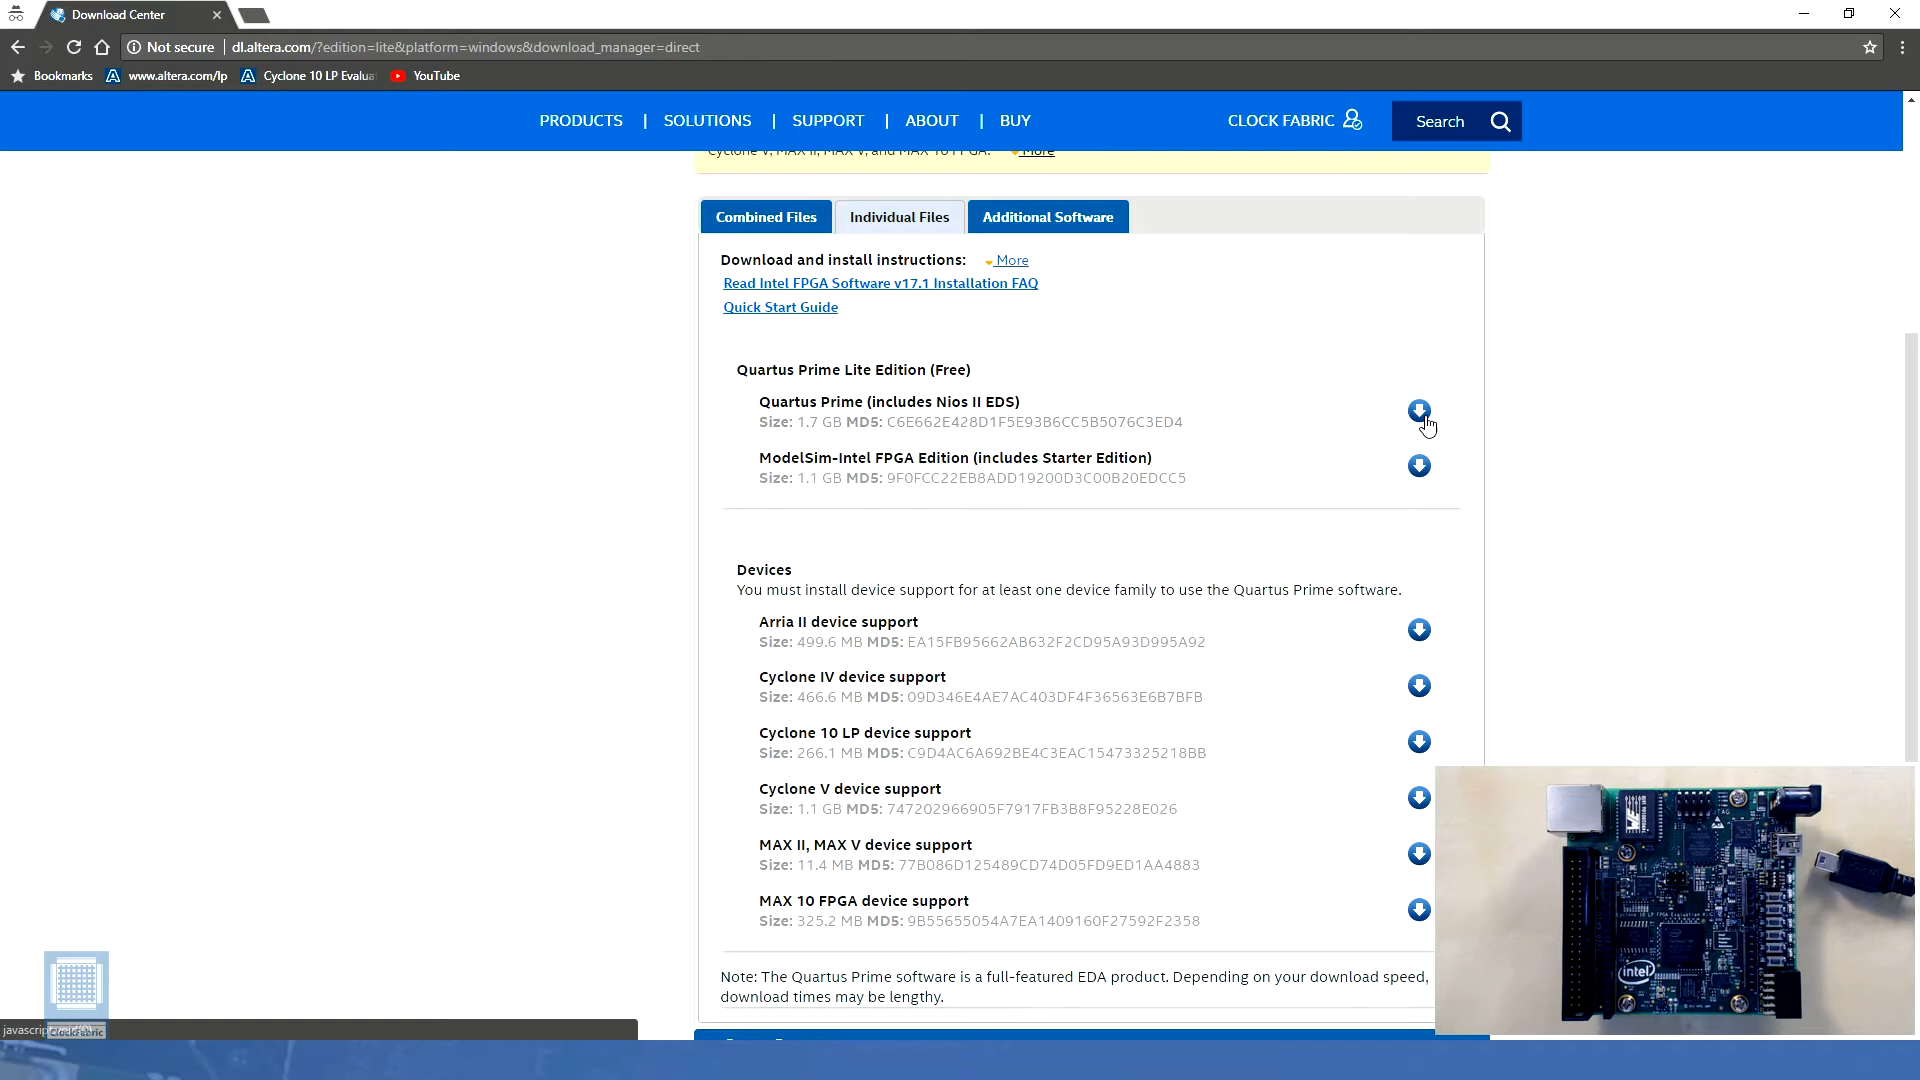 Download Center
Not secure | dl.altera.com/?edition=lite&platform=windows&download_manager=direct
Bookmarks www.altera.com/lp Cyclone 10 LP Evalua YouTube
PRODUCTS | SOLUTIONS | SUPPORT | ABOUT | BUY CLOCK FABRIC Search
Cyclone V, MAX II, MAX V, and MAX 10 FPGA. More
Combined Files Individual Files Additional Software
Download and install instructions: More
Read Intel FPGA Software v17.1 Installation FAQ
Quick Start Guide
Quartus Prime Lite Edition (Free)
Quartus Prime (includes Nios II EDS)
Size: 1.7 GB MD5: C6E662E428D1F5E93B6CC5B5076C3ED4
ModelSim-Intel FPGA Edition (includes Starter Edition)
Size: 1.1 GB MD5: 9F0FCC22EB8ADD19200D3C00B20EDCC5
Devices
You must install device support for at least one device family to use the Quartus Prime software.
Arria II device support
Size: 499.6 MB MD5: EA15FB95662AB632F2CD95A93D995A92
Cyclone IV device support
Size: 466.6 MB MD5: 09D346E4AE7AC403DF4F36563E6B7BFB
Cyclone 10 LP device support
Size: 266.1 MB MD5: C9D4AC6A692BE4C3EAC15473325218BB
Cyclone V device support
Size: 1.1 GB MD5: 747202966905F7917FB3B8F95228E026
MAX II, MAX V device support
Size: 11.4 MB MD5: 77B086D125489CD74D05FD9ED1AA4883
MAX 10 FPGA device support
Size: 325.2 MB MD5: 9B55655054A7EA1409160F27592F2358
Note: The Quartus Prime software is a full-featured EDA product. Depending on your download speed,
download times may be lengthy.
WE
intel